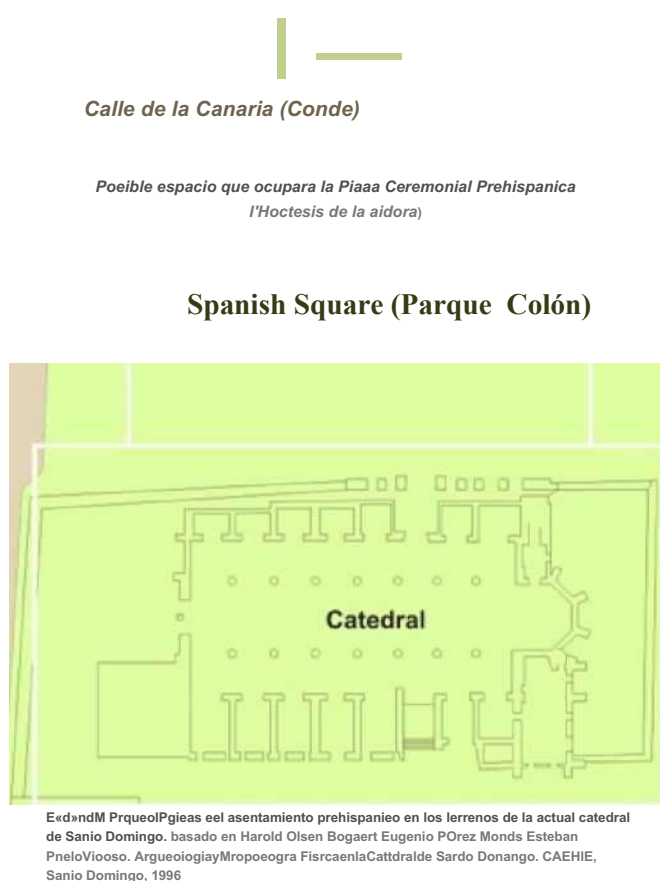 Calle de la Canaria (Conde)
Poeible espacio que ocupara la Piaaa Ceremonial Prehispanica
I'Hoctesis de la aidora)
Spanish Square (Parque Colón)
Catedral
E«d»ndM PrqueolPgieas eel asentamiento prehispanieo en los lerrenos de la actual catedral
de Sanio Domingo. basado en Harold Olsen Bogaert Eugenio POrez Monds Esteban
PneloViooso. ArgueoiogiayMropoeogra FisrcaenlaCattdralde Sardo Donango. CAEHIE,
Sanio Domingo, 1996